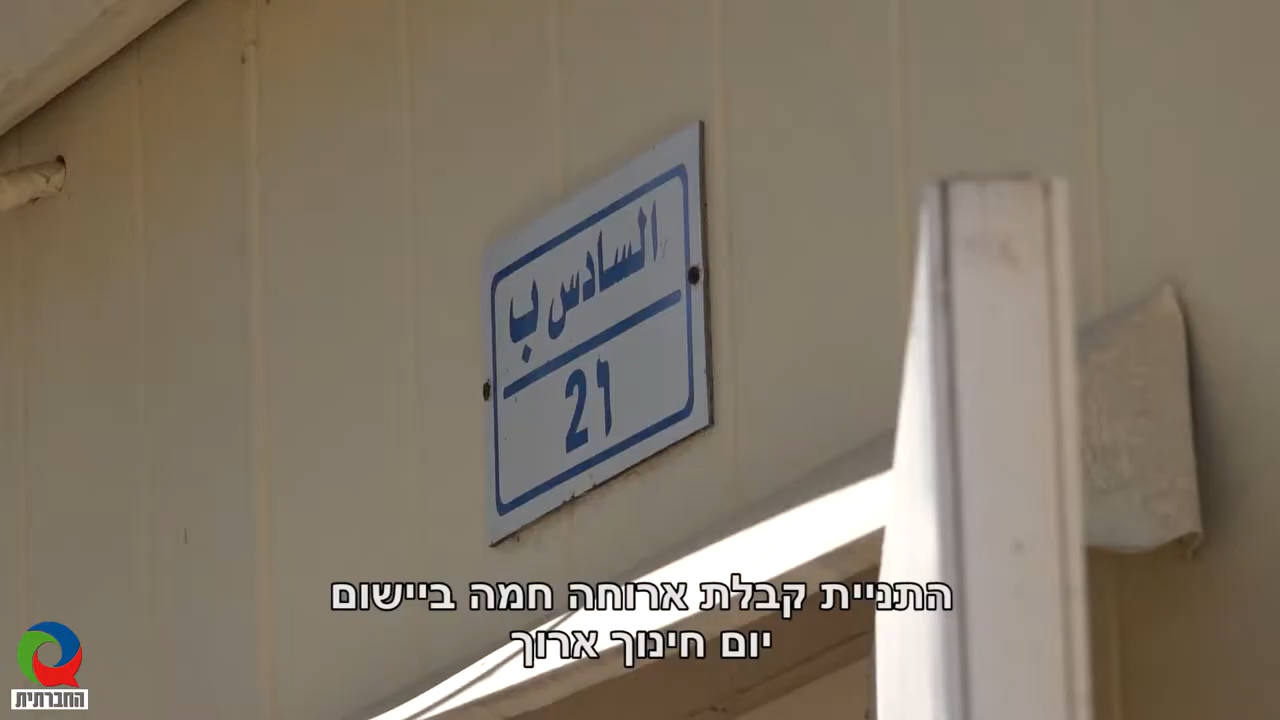 السادس ب
21
התניית קבלת ארוחה חמה ביישום
יום חינוך ארוך
החברתית